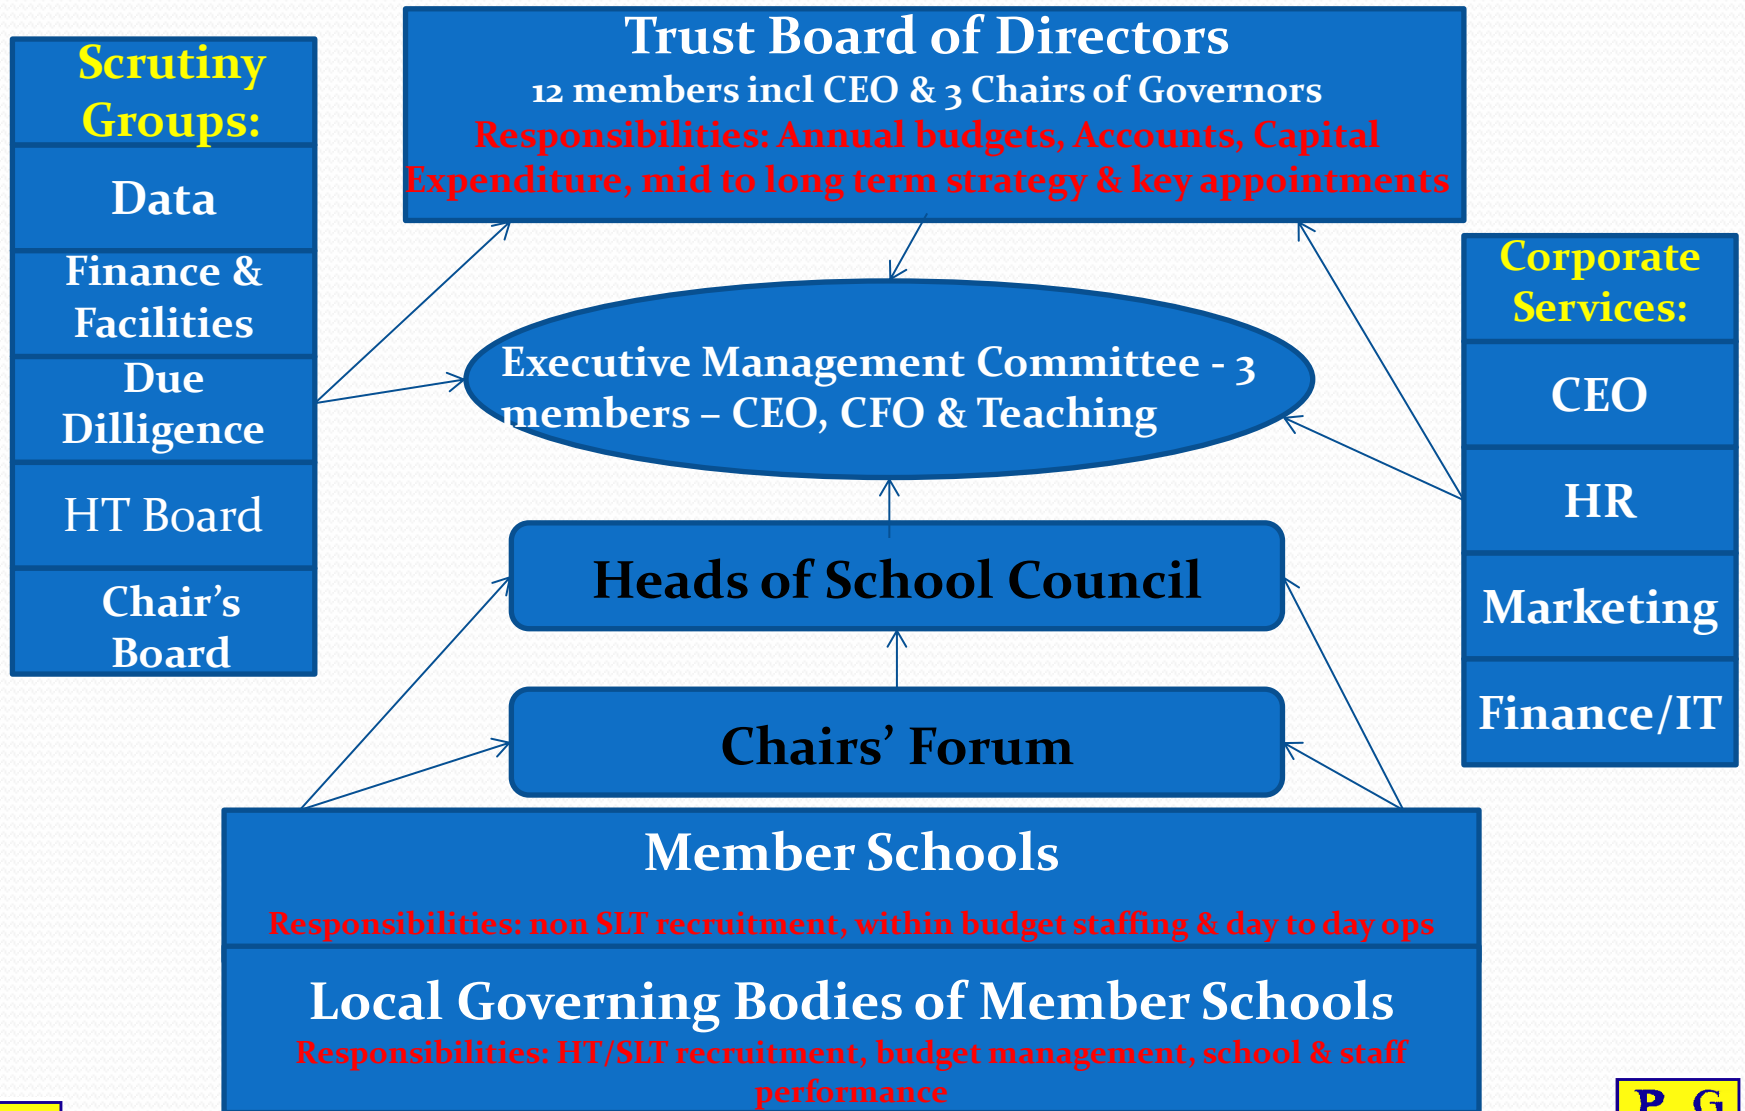 Scrutiny
Groups:
Data
Finance &
Facilities
Due
Dilligence
HT Board
Chair's
Board
Trust Board of Directors
12 members incl CEO & 3 Chairs of Governors
Responsibilities: Annual budgets, Accounts, Capital
Expenditure, mid to long term strategy & key appointments
Executive Management Committee - 3
members – CEO, CFO & Teaching
Heads of School Council
Chairs' Forum
Corporate
Services:
CEO
HR
Marketing
Finance/IT
Member Schools
Responsibilities: non SLT recruitment, within budget staffing & day to day ops
Local Governing Bodies of Member Schools
Responsibilities: HT/SLT recruitment, budget management, school & staff
performance
P G